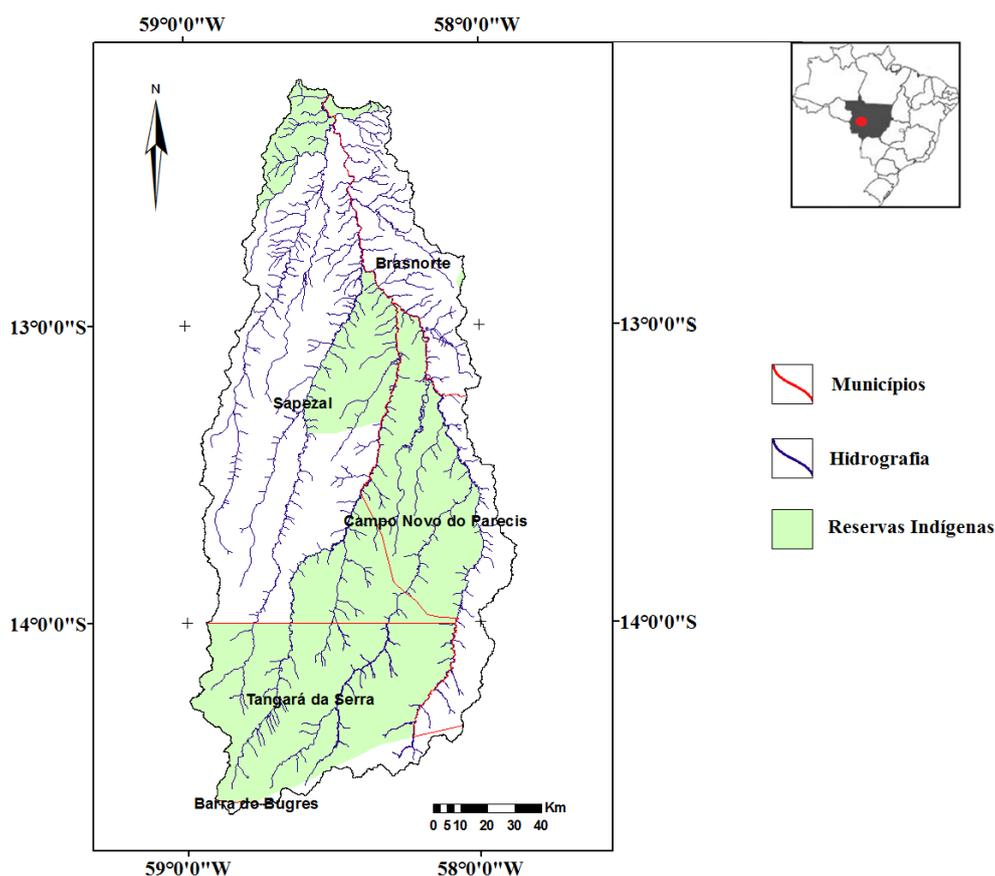 59°0'0"W
58°0'0"W
N
Brasnorte
13°0'0"S
13°0'0"S
Municípios
Sapezal
Hidrografia
Campo Novo do Parecis
Reservas Indígenas
14°0'0"S
14°0'0"S
Tangará da Serra
Barra do Bugres
Km
0 5 10 20 30 40
59°0'0"W
58°0'0"W